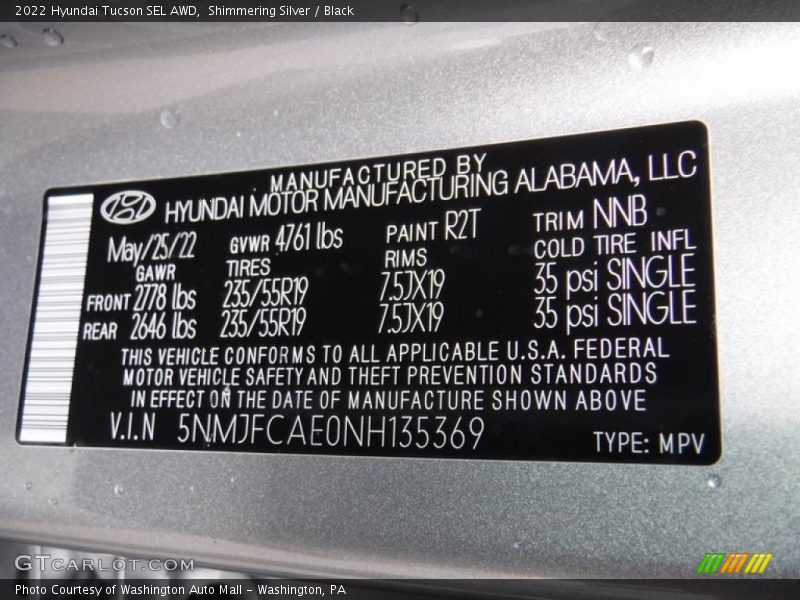 2022 Hyundai Tucson SEL AWD, Shimmering Silver / Black
MANUFACTURED BY
HYUNDAI MOTOR MANUFACTURING ALABAMA, LLC
May/25/22 GVWR 4761 lbs PAINT R2T TRIM NNB
GAWR TIRES RIMS COLD TIRE INFL
FRONT 2778 lbs 235/55R19 7.5JX19 35 psi SINGLE
REAR 2646 lbs 235/55R19 7.5JX19 35 psi SINGLE
THIS VEHICLE CONFORMS TO ALL APPLICABLE U.S.A. FEDERAL
MOTOR VEHICLE SAFETY AND THEFT PREVENTION STANDARDS
IN EFFECT ON THE DATE OF MANUFACTURE SHOWN ABOVE
V.I.N 5NMJFCAE0NH135369 TYPE: MPV
GTCARLOT.COM
Photo Courtesy of Washington Auto Mall - Washington, PA